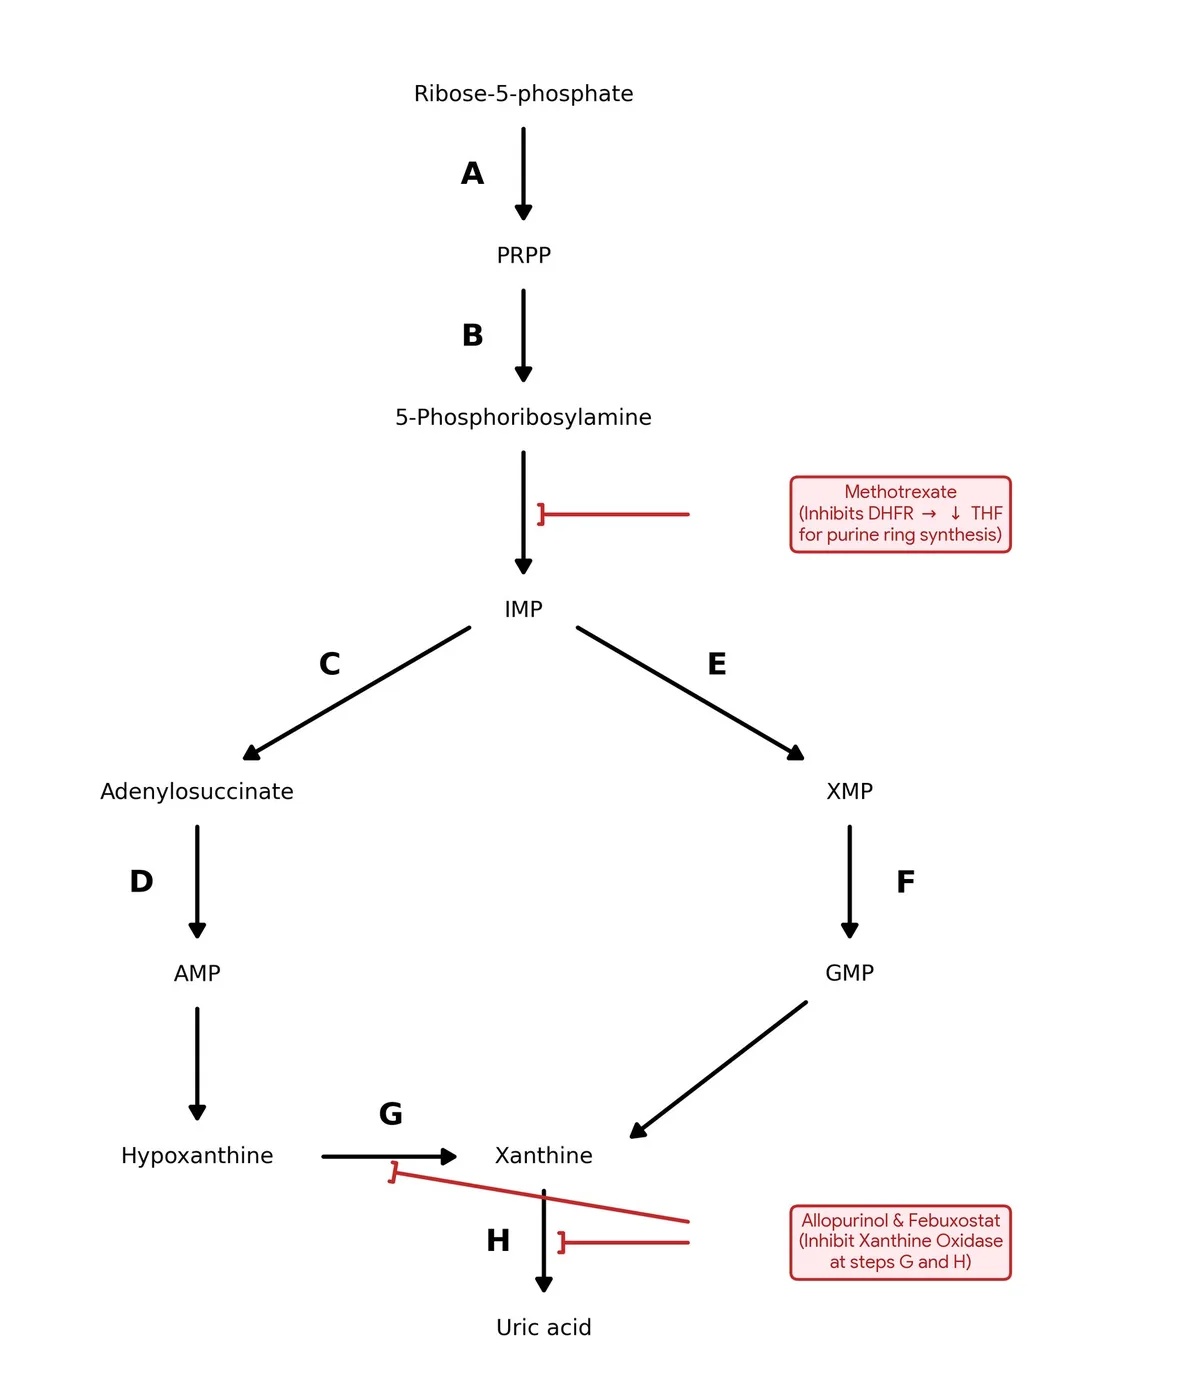 Ribose-5-phosphate
A
PRPP
B
5-Phosphoribosylamine
Methotrexate
(Inhibits DHFR → ↓ THF
for purine ring synthesis)
IMP
C
E
Adenylosuccinate
XMP
D
F
AMP
GMP
G
Hypoxanthine
Xanthine
Allopurinol & Febuxostat
(Inhibit Xanthine Oxidase
at steps G and H)
H
Uric acid